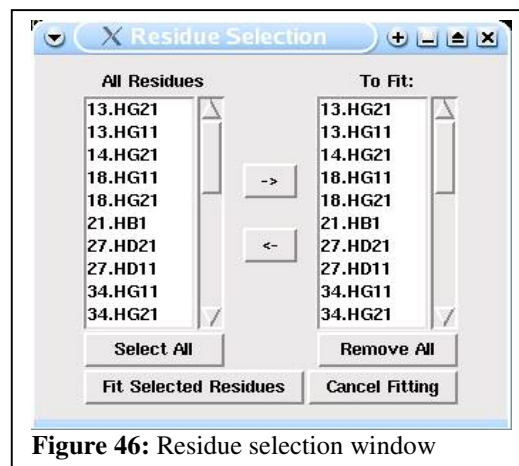 X Residue Selection
All Residues
To Fit:
13.HG21
13.HG11
14.HG21
18.HG11
18.HG21
21.HB1
27.HD21
27.HD11
34.HG11
34.HG21
13.HG21
13.HG11
14.HG21
18.HG11
18.HG21
21.HB1
27.HD21
27.HD11
34.HG11
34.HG21
->
<-
Select All
Remove All
Fit Selected Residues
Cancel Fitting
Figure 46: Residue selection window